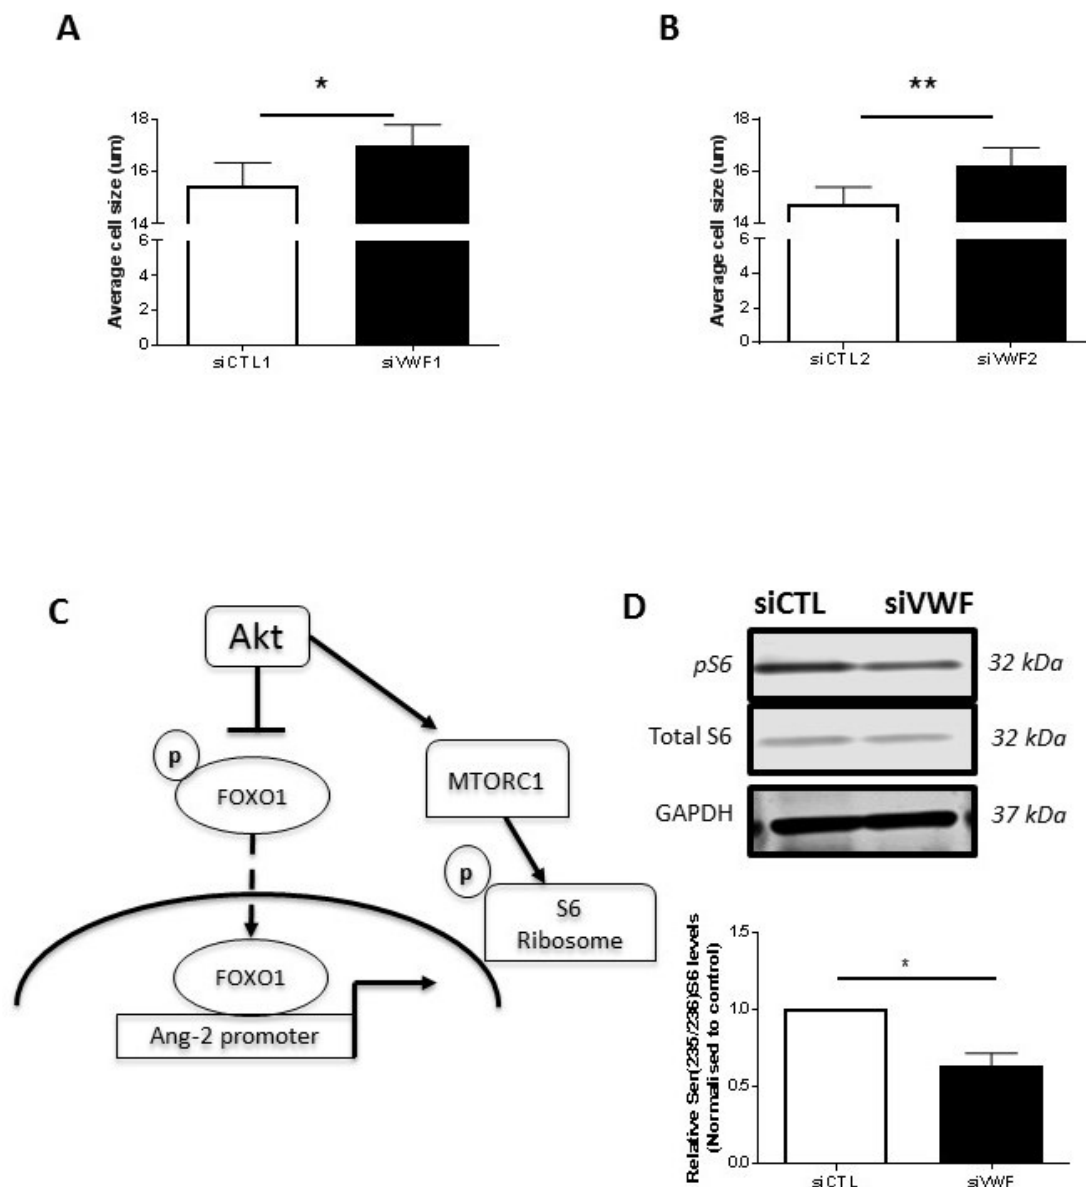 A
*
Average cell size (um)
18
16
14
6
4
2
0
siCTL1
siVWF1
B
**
Average cell size (um)
18
16
14
6
4
2
0
siCTL2
siVWF2
C
Akt
p
FOXO1
MTORC1
p
S6
Ribosome
FOXO1
Ang-2 promoter
D
siCTL siVWF
pS6 32 kDa
Total S6 32 kDa
GAPDH 37 kDa
Relative Ser(235/236)S6 levels
(Normalised to control)
1.5
1.0
0.5
0.0
*
siCTL
siVWF